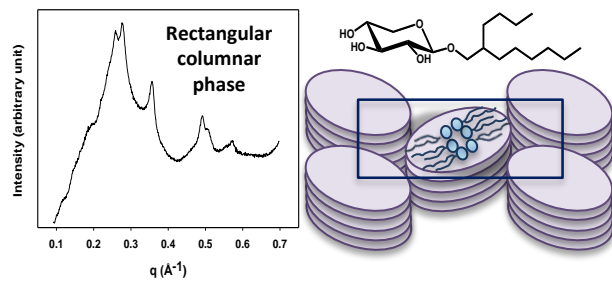 Rectangular
columnar
phase
Intensity (arbitrary unit)
0.1 0.2 0.3 0.4 0.5 0.6 0.7
q (Å-1)
HO
HO
OH
O
O